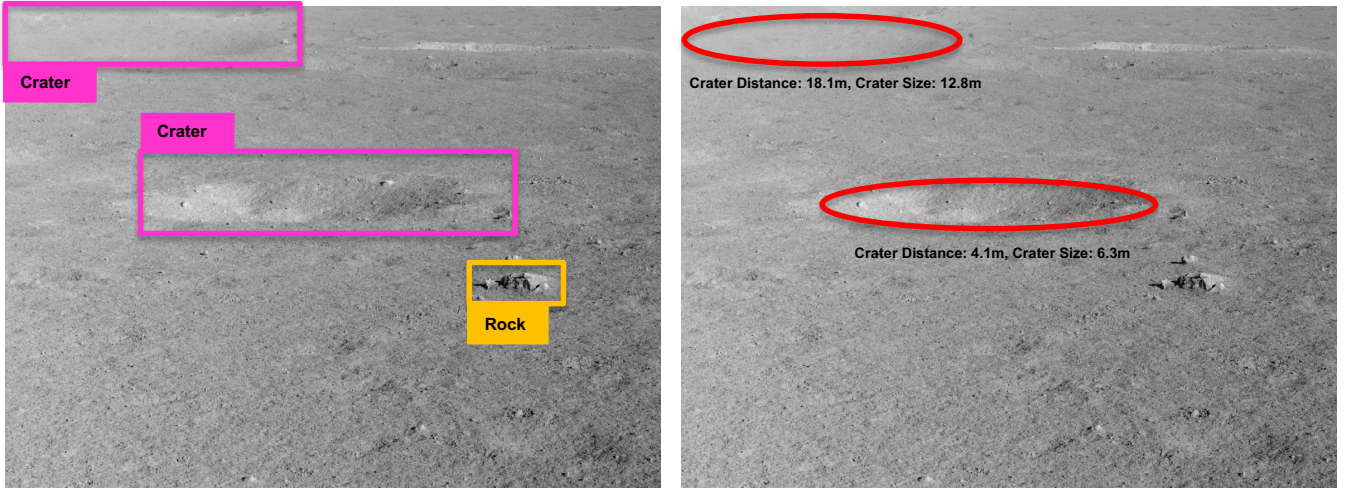 Crater
Crater
Rock
Crater Distance: 18.1m, Crater Size: 12.8m
Crater Distance: 4.1m, Crater Size: 6.3m